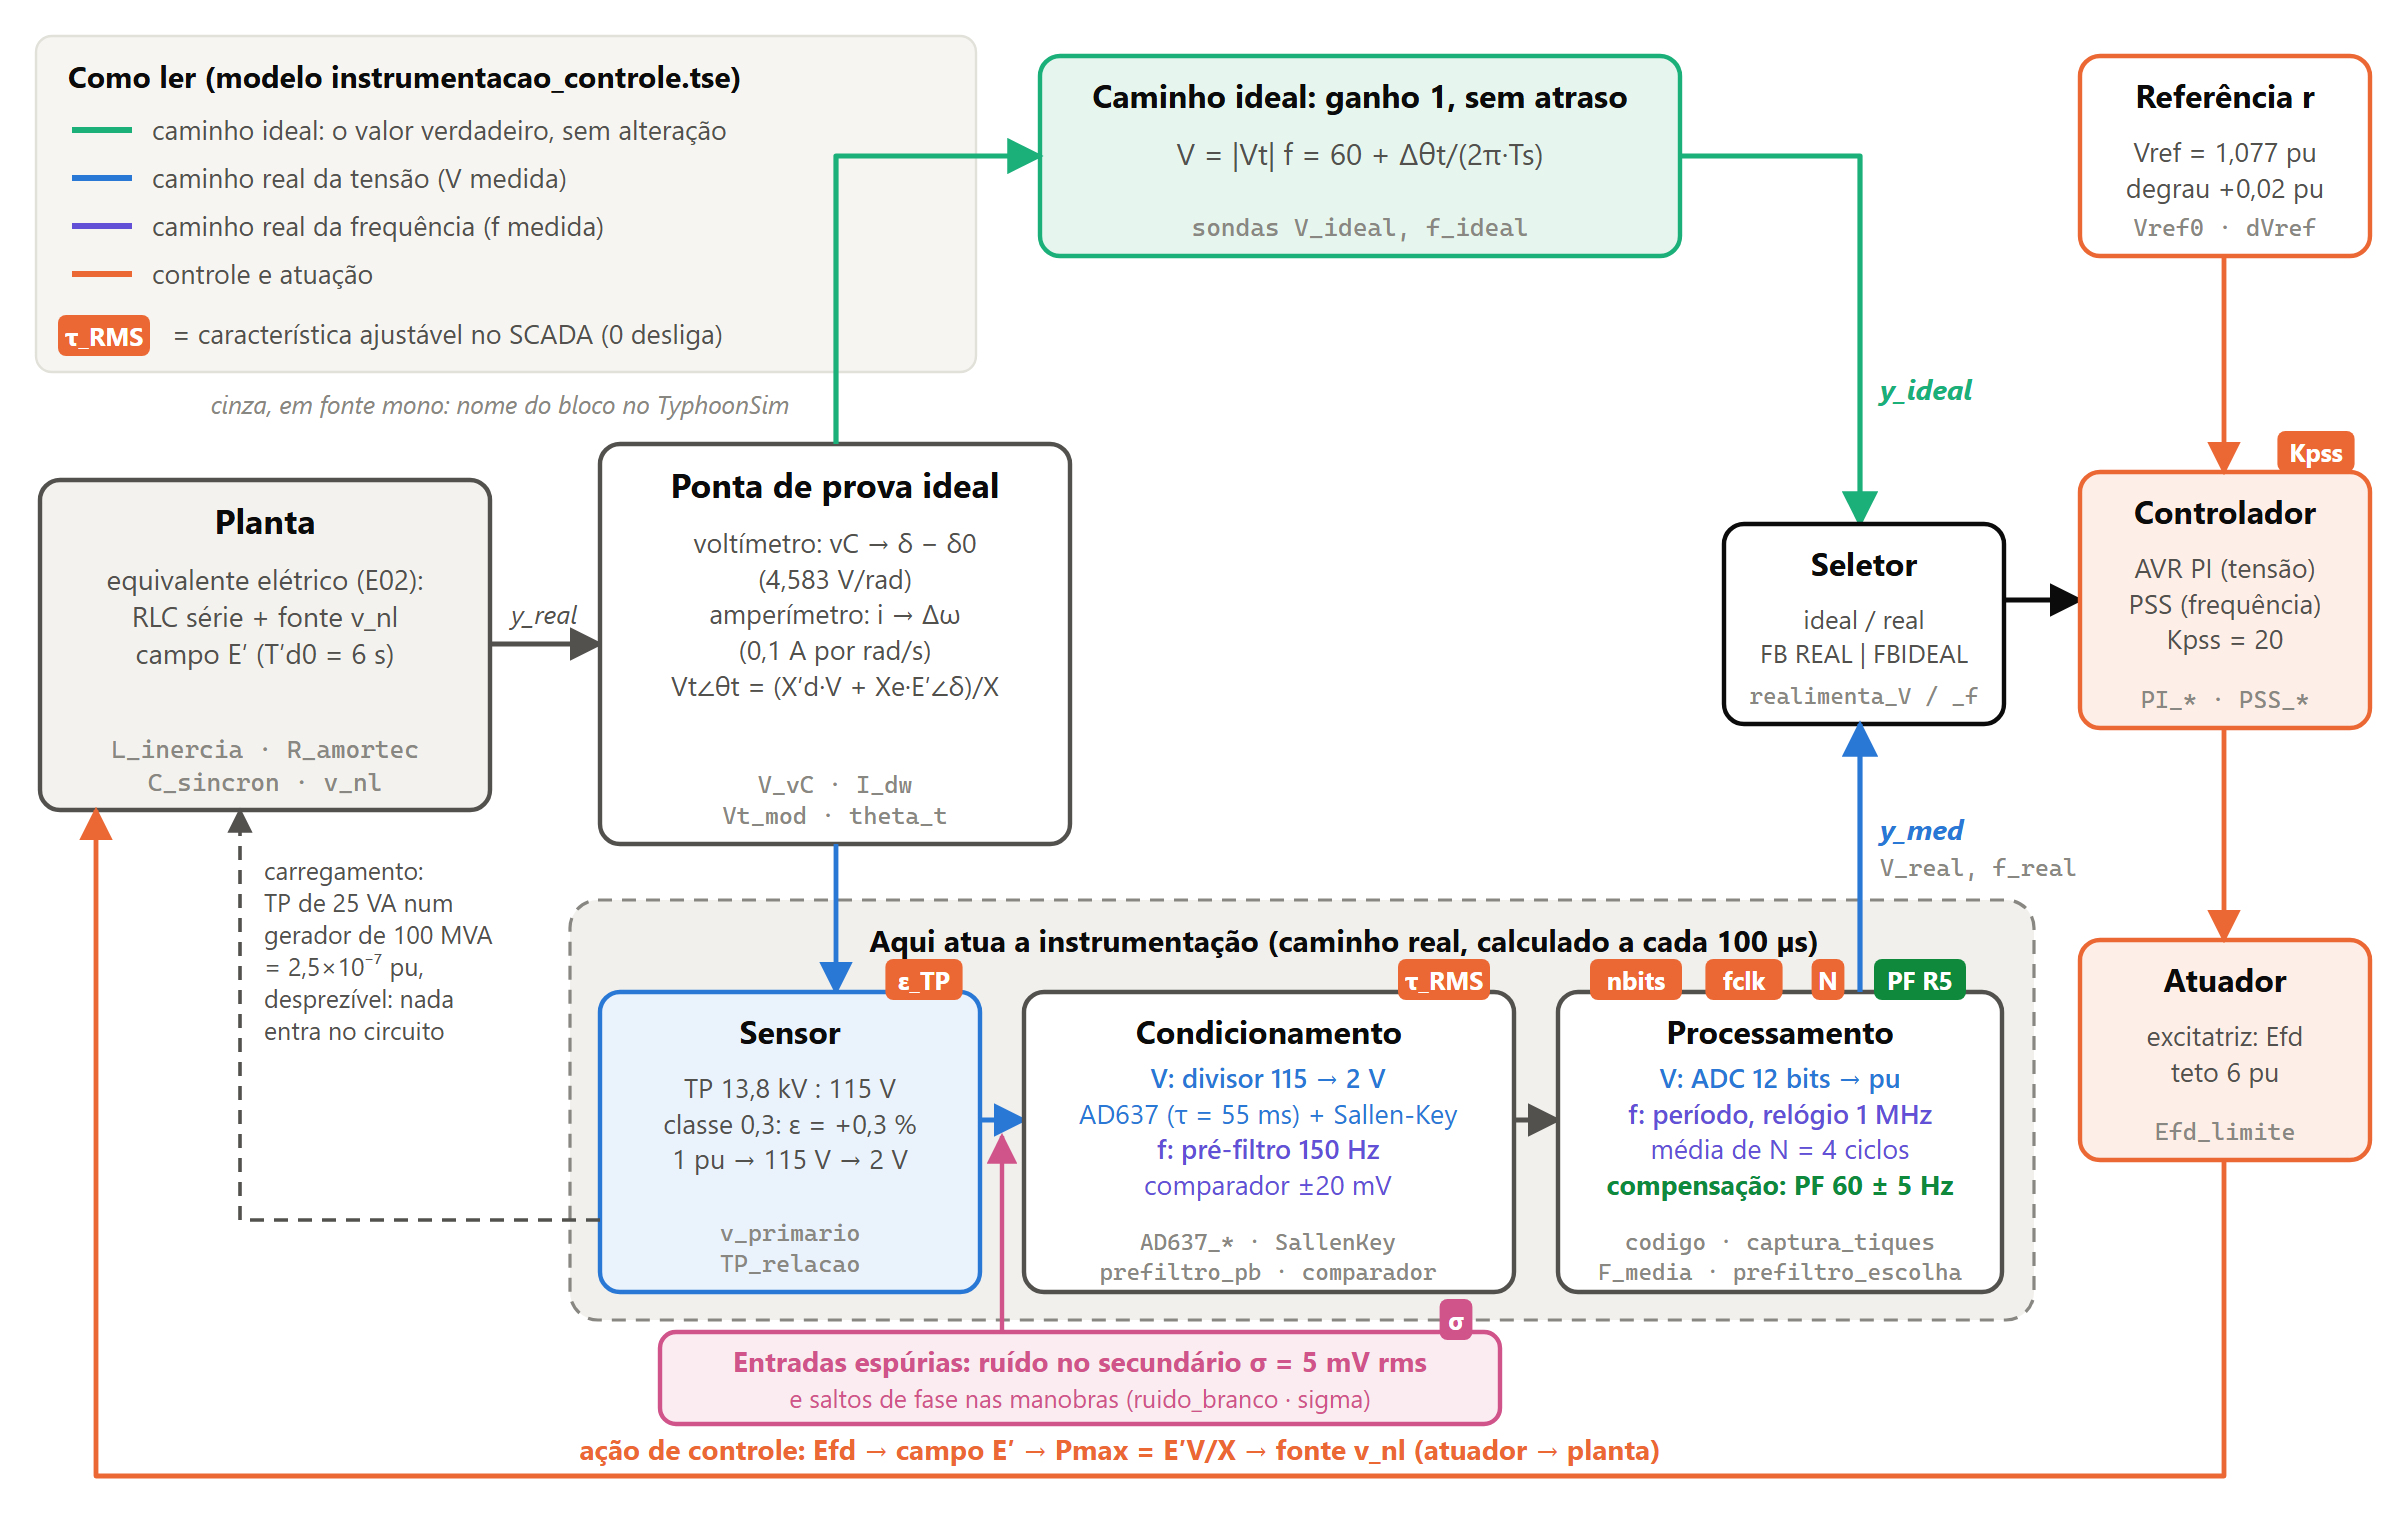 Como ler (modelo instrumentacao_controle.tse)
caminho ideal: o valor verdadeiro, sem alteração
caminho real da tensão (V medida)
caminho real da frequência (f medida)
controle e atuação
τ_RMS = característica ajustável no SCADA (0 desliga)
cinza, em fonte mono: nome do bloco no TyphoonSim
Caminho ideal: ganho 1, sem atraso
V = |Vt| f = 60 + Δθt/(2π·Ts)
sondas V_ideal, f_ideal
Referência r
Vref = 1,077 pu
degrau +0,02 pu
Vref0 · dVref
y_ideal
Planta
equivalente elétrico (E02):
RLC série + fonte v_nl
campo E′ (T′d0 = 6 s)
L_inercia · R_amortec
C_sincron · v_nl
y_real
Ponta de prova ideal
voltímetro: vC → δ − δ0
(4,583 V/rad)
amperímetro: i → Δω
(0,1 A por rad/s)
Vt∠θt = (X′d·V + Xe·E′∠δ)/X
V_vC · I_dw
Vt_mod · theta_t
Seletor
ideal / real
FB REAL | FBIDEAL
realimenta_V / _f
Kpss
Controlador
AVR PI (tensão)
PSS (frequência)
Kpss = 20
PI_* · PSS_*
y_med
V_real, f_real
carregamento:
TP de 25 VA num
gerador de 100 MVA
= 2,5×10⁻⁷ pu,
desprezível: nada
entra no circuito
Aqui atua a instrumentação (caminho real, calculado a cada 100 µs)
ε_TP
Sensor
TP 13,8 kV : 115 V
classe 0,3: ε = +0,3 %
1 pu → 115 V → 2 V
v_primario
TP_relacao
τ_RMS
Condicionamento
V: divisor 115 → 2 V
AD637 (τ = 55 ms) + Sallen-Key
f: pré-filtro 150 Hz
comparador ±20 mV
AD637_* · SallenKey
prefiltro_pb · comparador
nbits fclk N PF R5
Processamento
V: ADC 12 bits → pu
f: período, relógio 1 MHz
média de N = 4 ciclos
compensação: PF 60 ± 5 Hz
codigo · captura_tiques
F_media · prefiltro_escolha
Atuador
excitatriz: Efd
teto 6 pu
Efd_limite
σ
Entradas espúrias: ruído no secundário σ = 5 mV rms
e saltos de fase nas manobras (ruido_branco · sigma)
ação de controle: Efd → campo E′ → Pmax = E′V/X → fonte v_nl (atuador → planta)